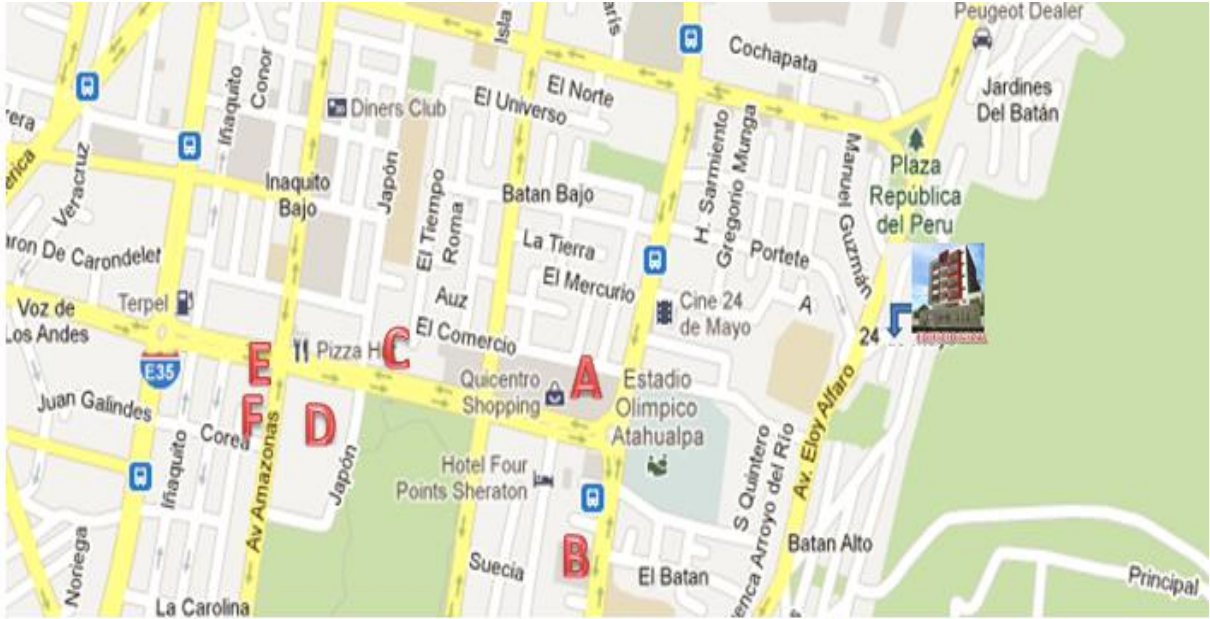 Peugeot Dealer
Cochapata
Jardines
Del Batán
Isla
El Norte
El Universo
Diners Club
Conor
Iñaquito
Veracruz
Japón
Inaquito
Bajo
El Tiempo
Roma
Batan Bajo
H. Sarmiento
Gregorio Munga
Manuel Guzmán
Plaza
República
del Peru
Portete
La Tierra
El Mercurio
aron De Carondelet
Terpel
Voz de
Los Andes
Auz
El Comercio
Cine 24
de Mayo
A
24
E
Pizza H
C
E35
Quicentro
Shopping
A
Estadio
Olimpico
Atahualpa
Juan Galindes
F
Corea
D
Iñaquito
Av Amazonas
Japón
Hotel Four
Points Sheraton
S Quintero
enca Arroyo del Río
Av. Eloy Alfaro
Noriega
Suecia
B
El Batan
Batan Alto
Principal
La Carolina